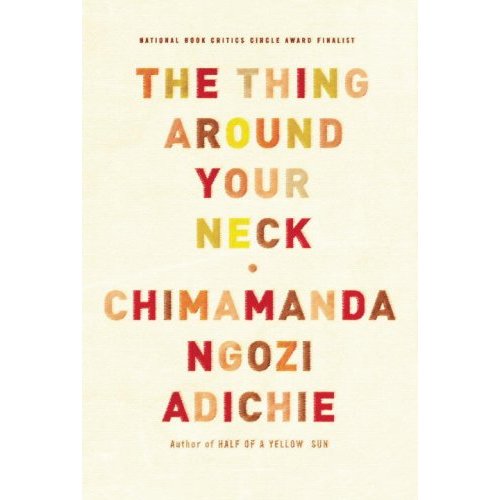 NATIONAL BOOK CRITICS CIRCLE AWARD FINALIST
THE THING
AROUND
YOUR
NECK
•
CHIMAMANDA
NGOZI
ADICHIE
Author of HALF OF A YELLOW SUN